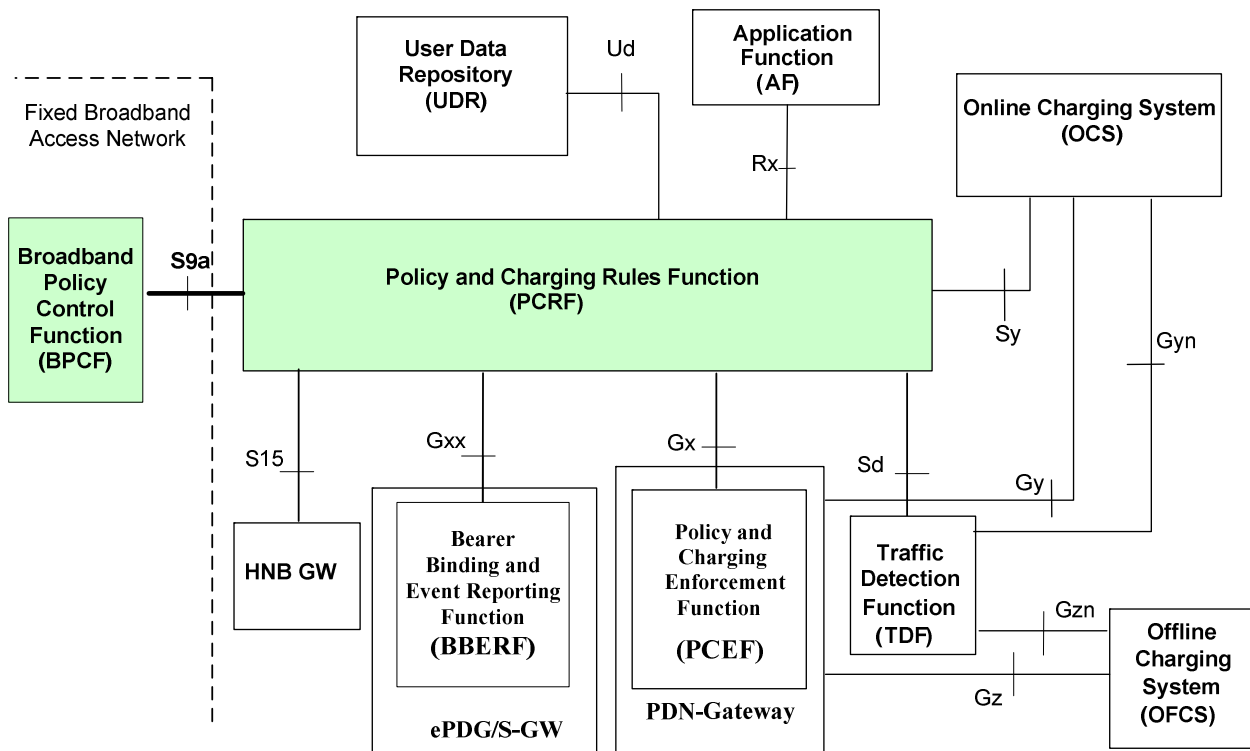 User Data
Repository
(UDR)
Ud
Application
Function
(AF)
Rx
Online Charging System
(OCS)
Fixed Broadband
Access Network
Broadband
Policy
Control
Function
(BPCF)
S9a
Policy and Charging Rules Function
(PCRF)
Sy
Gyn
S15
Gxx
Gx
Sd
Gy
HNB GW
Bearer
Binding and
Event Reporting
Function
(BBERF)
ePDG/S-GW
Policy and
Charging
Enforcement
Function
(PCEF)
PDN-Gateway
Traffic
Detection
Function
(TDF)
Gzn
Gz
Offline
Charging
System
(OFCS)